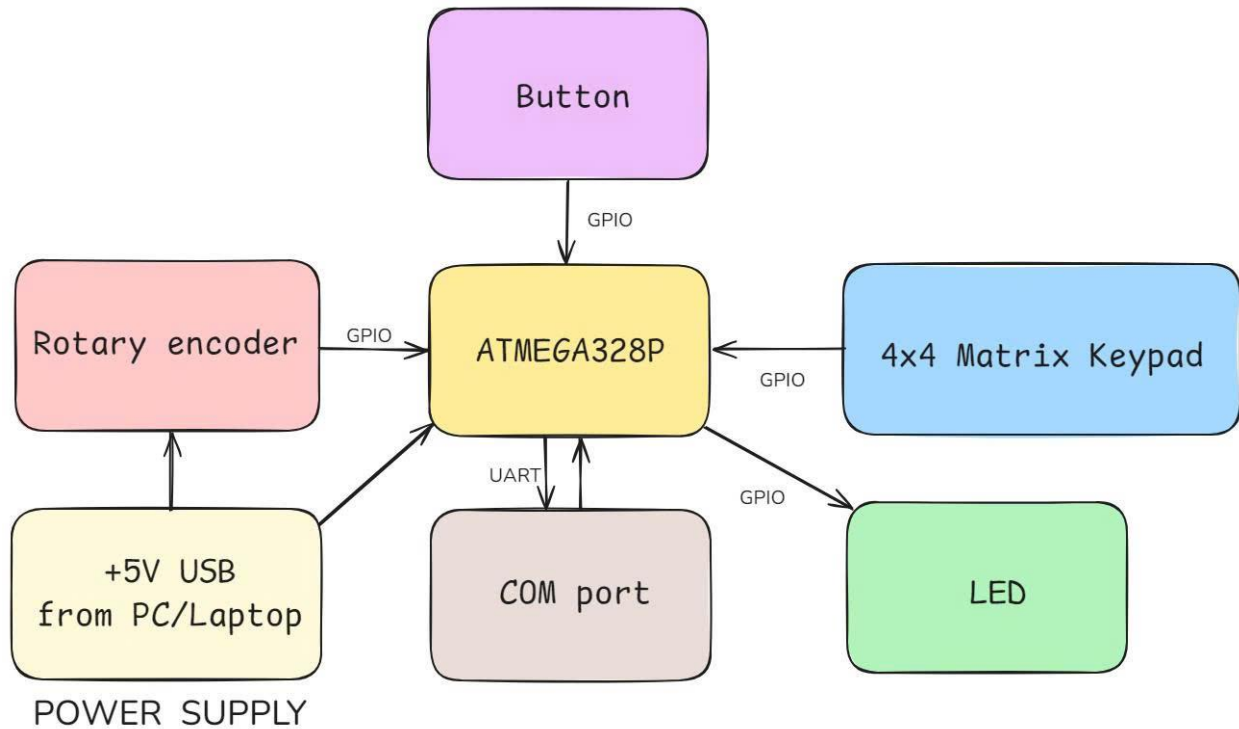 Button
GPIO
Rotary encoder
GPIO
ATMEGA328P
GPIO
4x4 Matrix Keypad
UART
GPIO
+5V USB
from PC/Laptop
COM port
LED
POWER SUPPLY